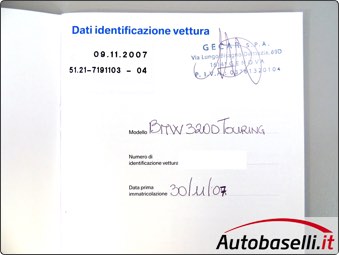 Dati identificazione vettura
09.11.2007
51.21-7191103 - 04
GECAR S.P.A.
Modello BMW 320D TOURING
Numero di
identificazione vettura
Data prima
immatricolazione 30/11/07
Autobaselli.it